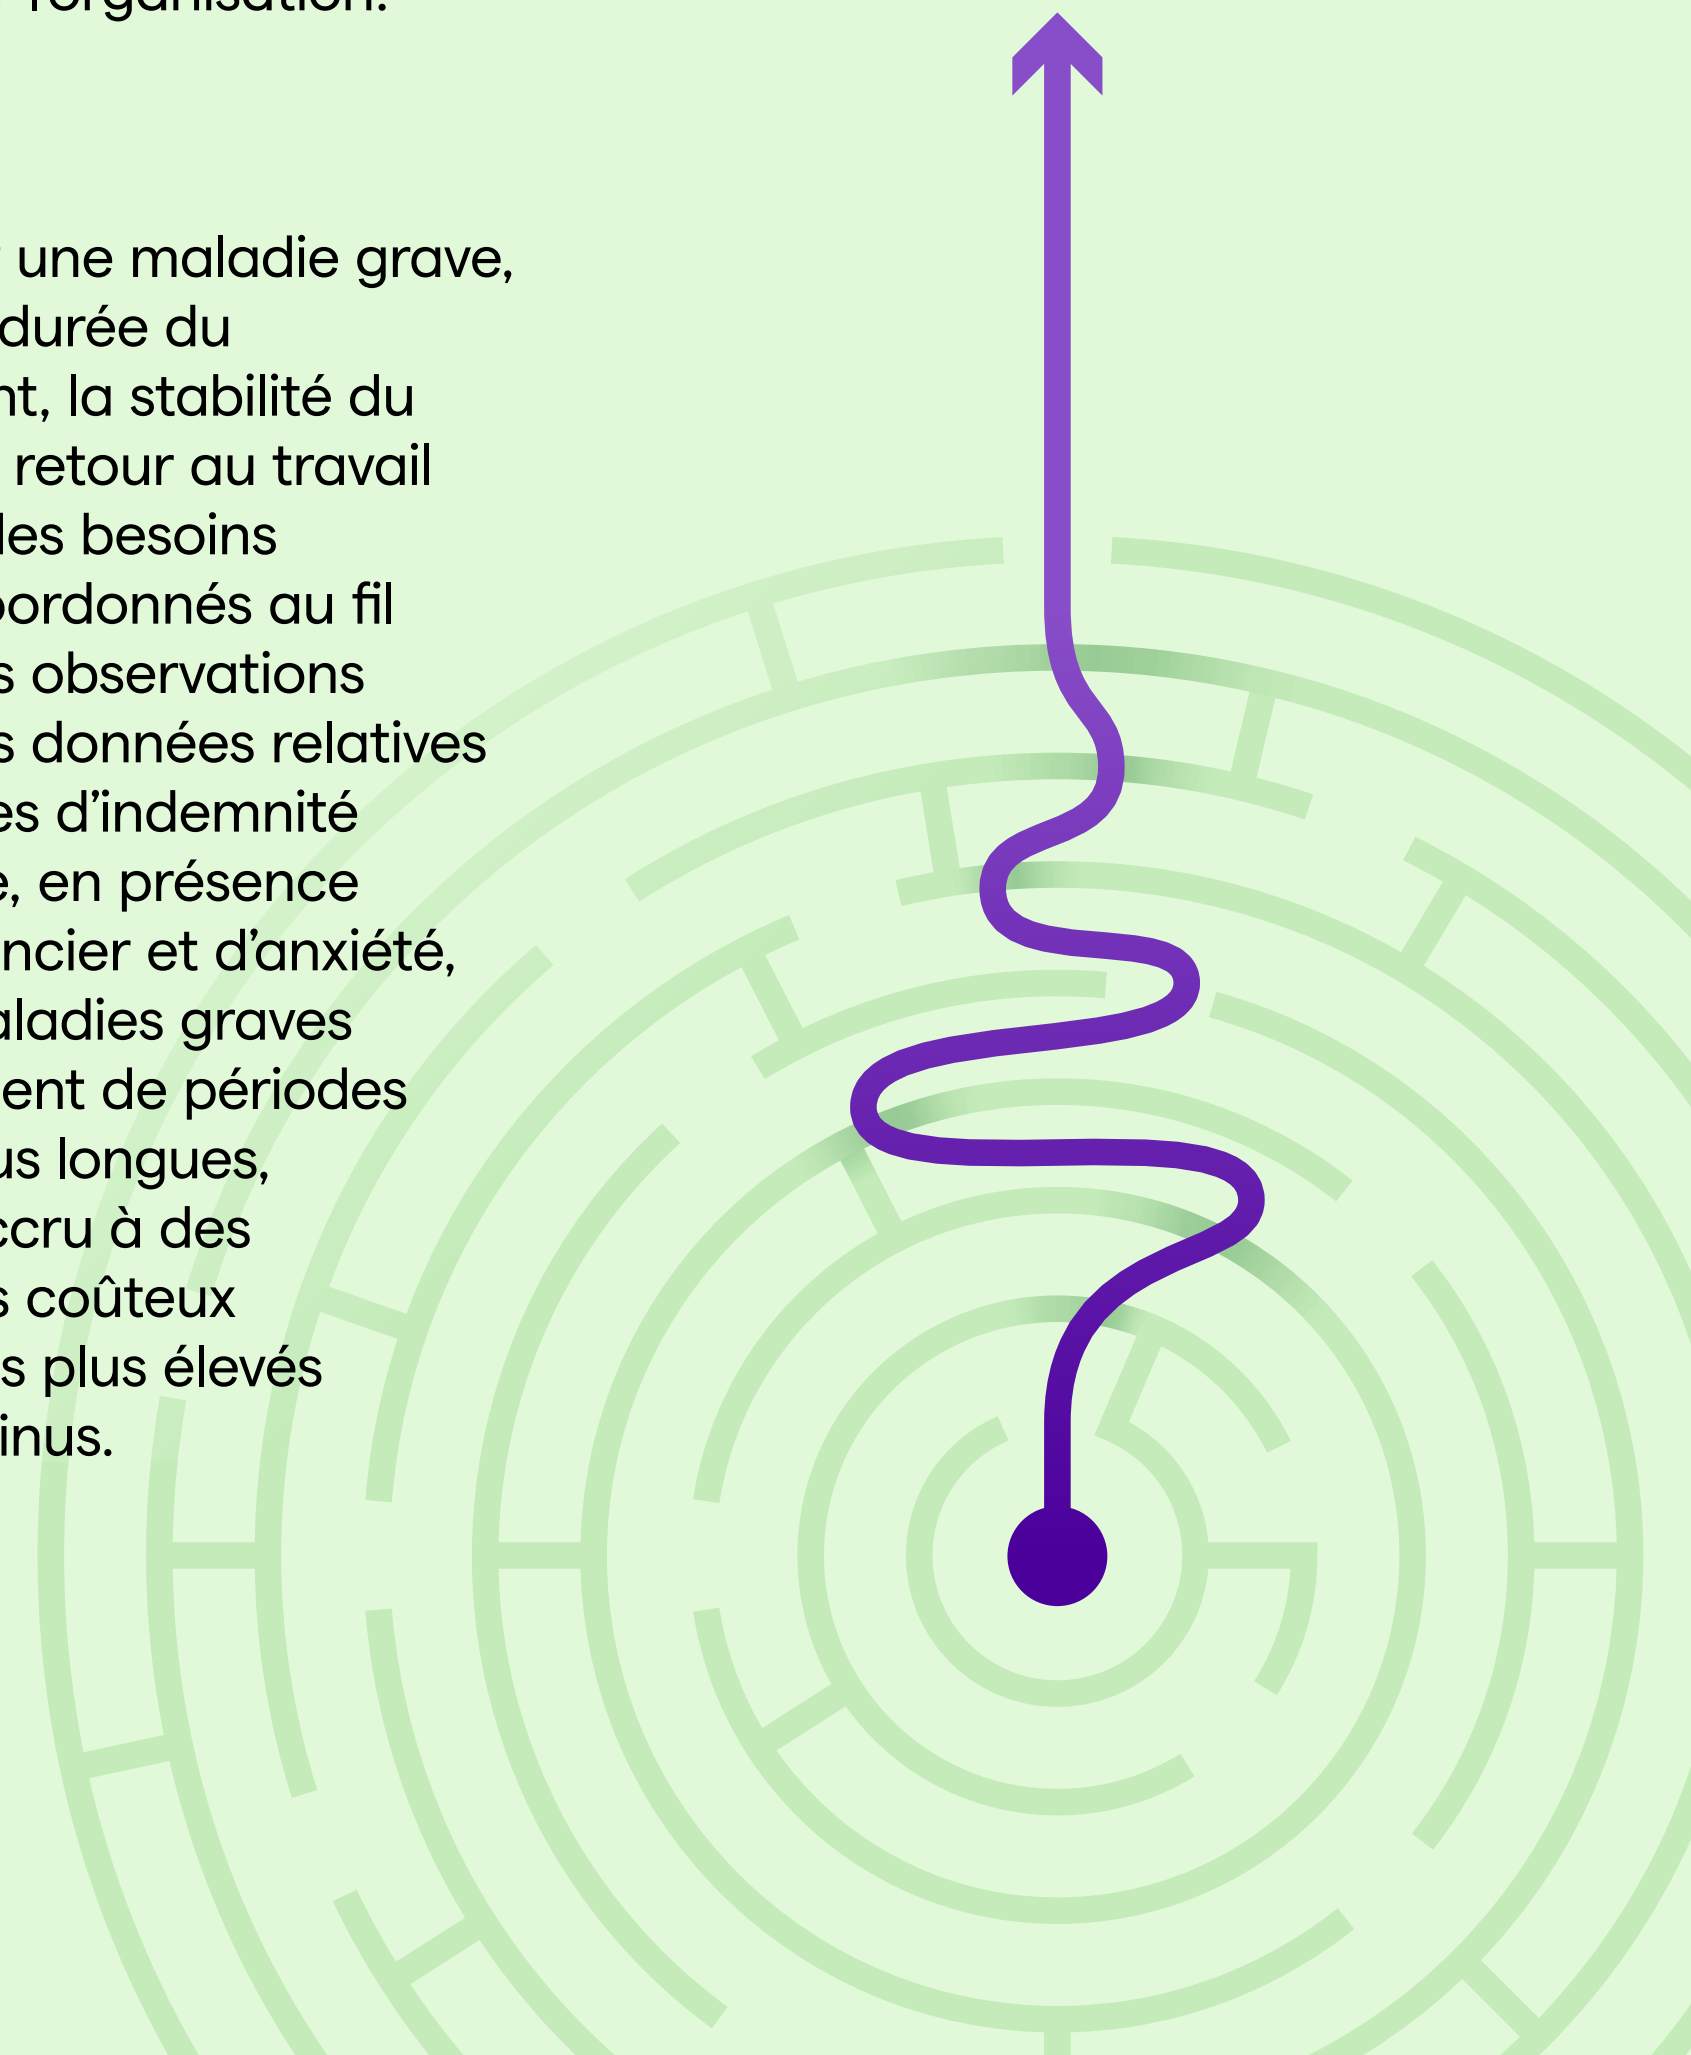 l'organisation.
une maladie grave,
durée du
nt, la stabilité du
retour au travail
les besoins
oordonnés au fil
s observations
s données relatives
es d'indemnité
e, en présence
ncier et d'anxiété,
aladies graves
ent de périodes
us longues,
ccru à des
s coûteux
s plus élevés
inus.